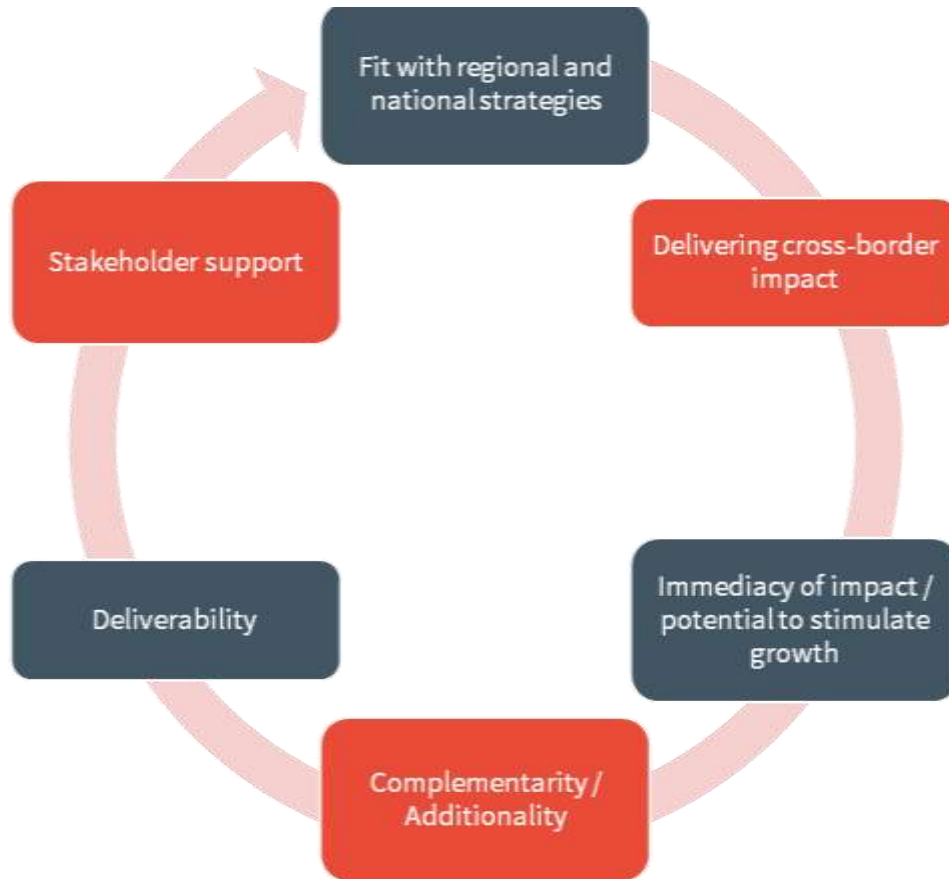 Fit with regional and
national strategies
Delivering cross-border
impact
Immediacy of impact /
potential to stimulate
growth
Complementarity /
Additionality
Deliverability
Stakeholder support